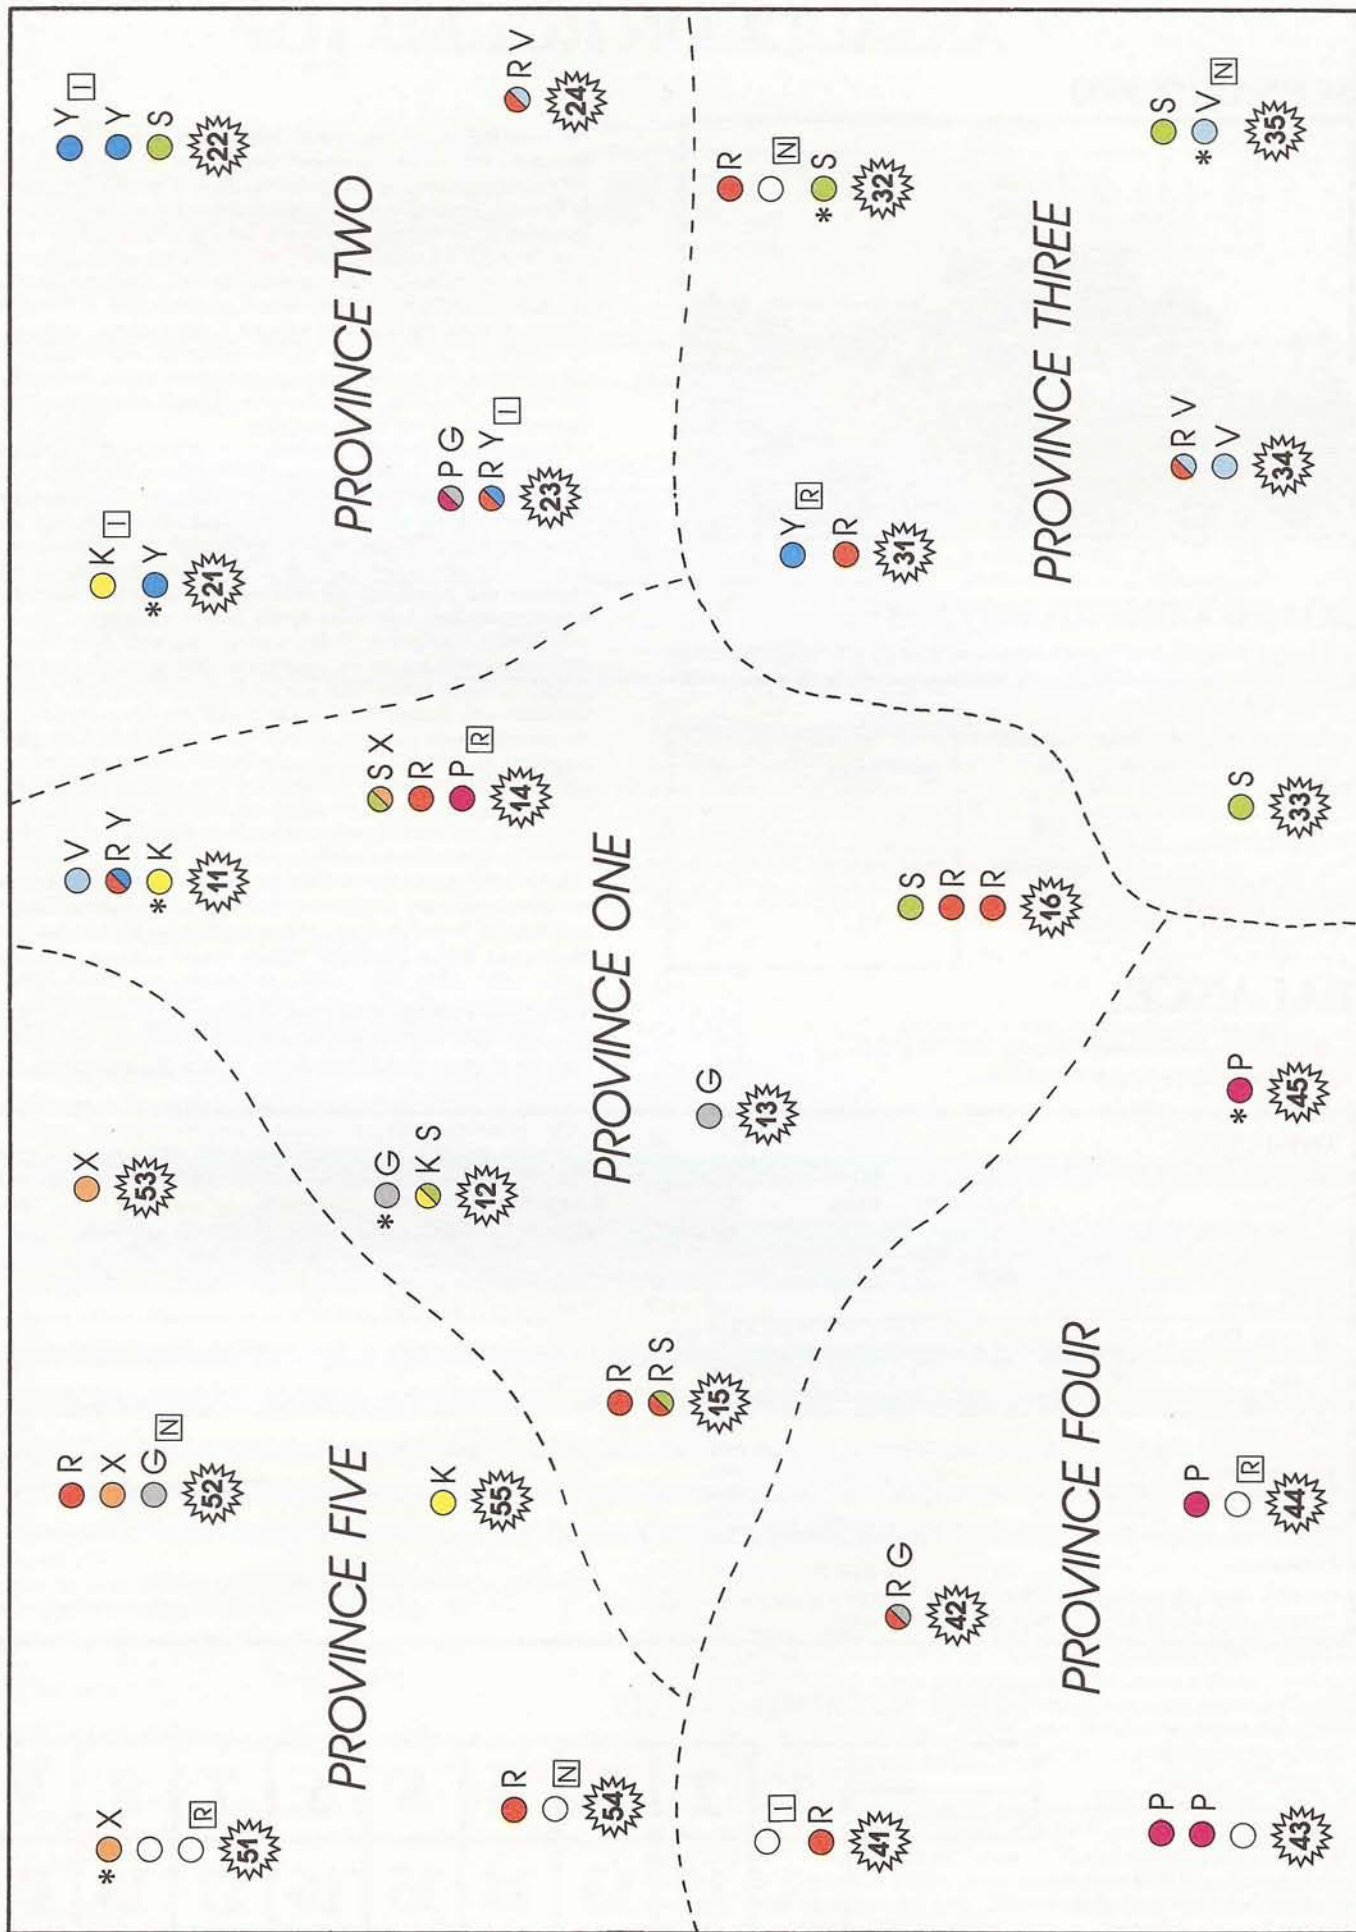 * X
R
51
R
X
G N
52
X
53
PROVINCE FIVE
R
N
54
K
55
V
R Y
* K
11
* G
K S
12
S X
R
P R
14
PROVINCE ONE
G
13
R
R S
15
S
R
R
16
K I
* Y
21
Y I
Y
S
22
PROVINCE TWO
P G
R Y I
23
R V
24
I
R
41
R G
42
PROVINCE FOUR
P
P
43
P
R
44
* P
45
Y R
R
31
R
N
* S
32
PROVINCE THREE
S
33
R V
V
34
S
* V N
35